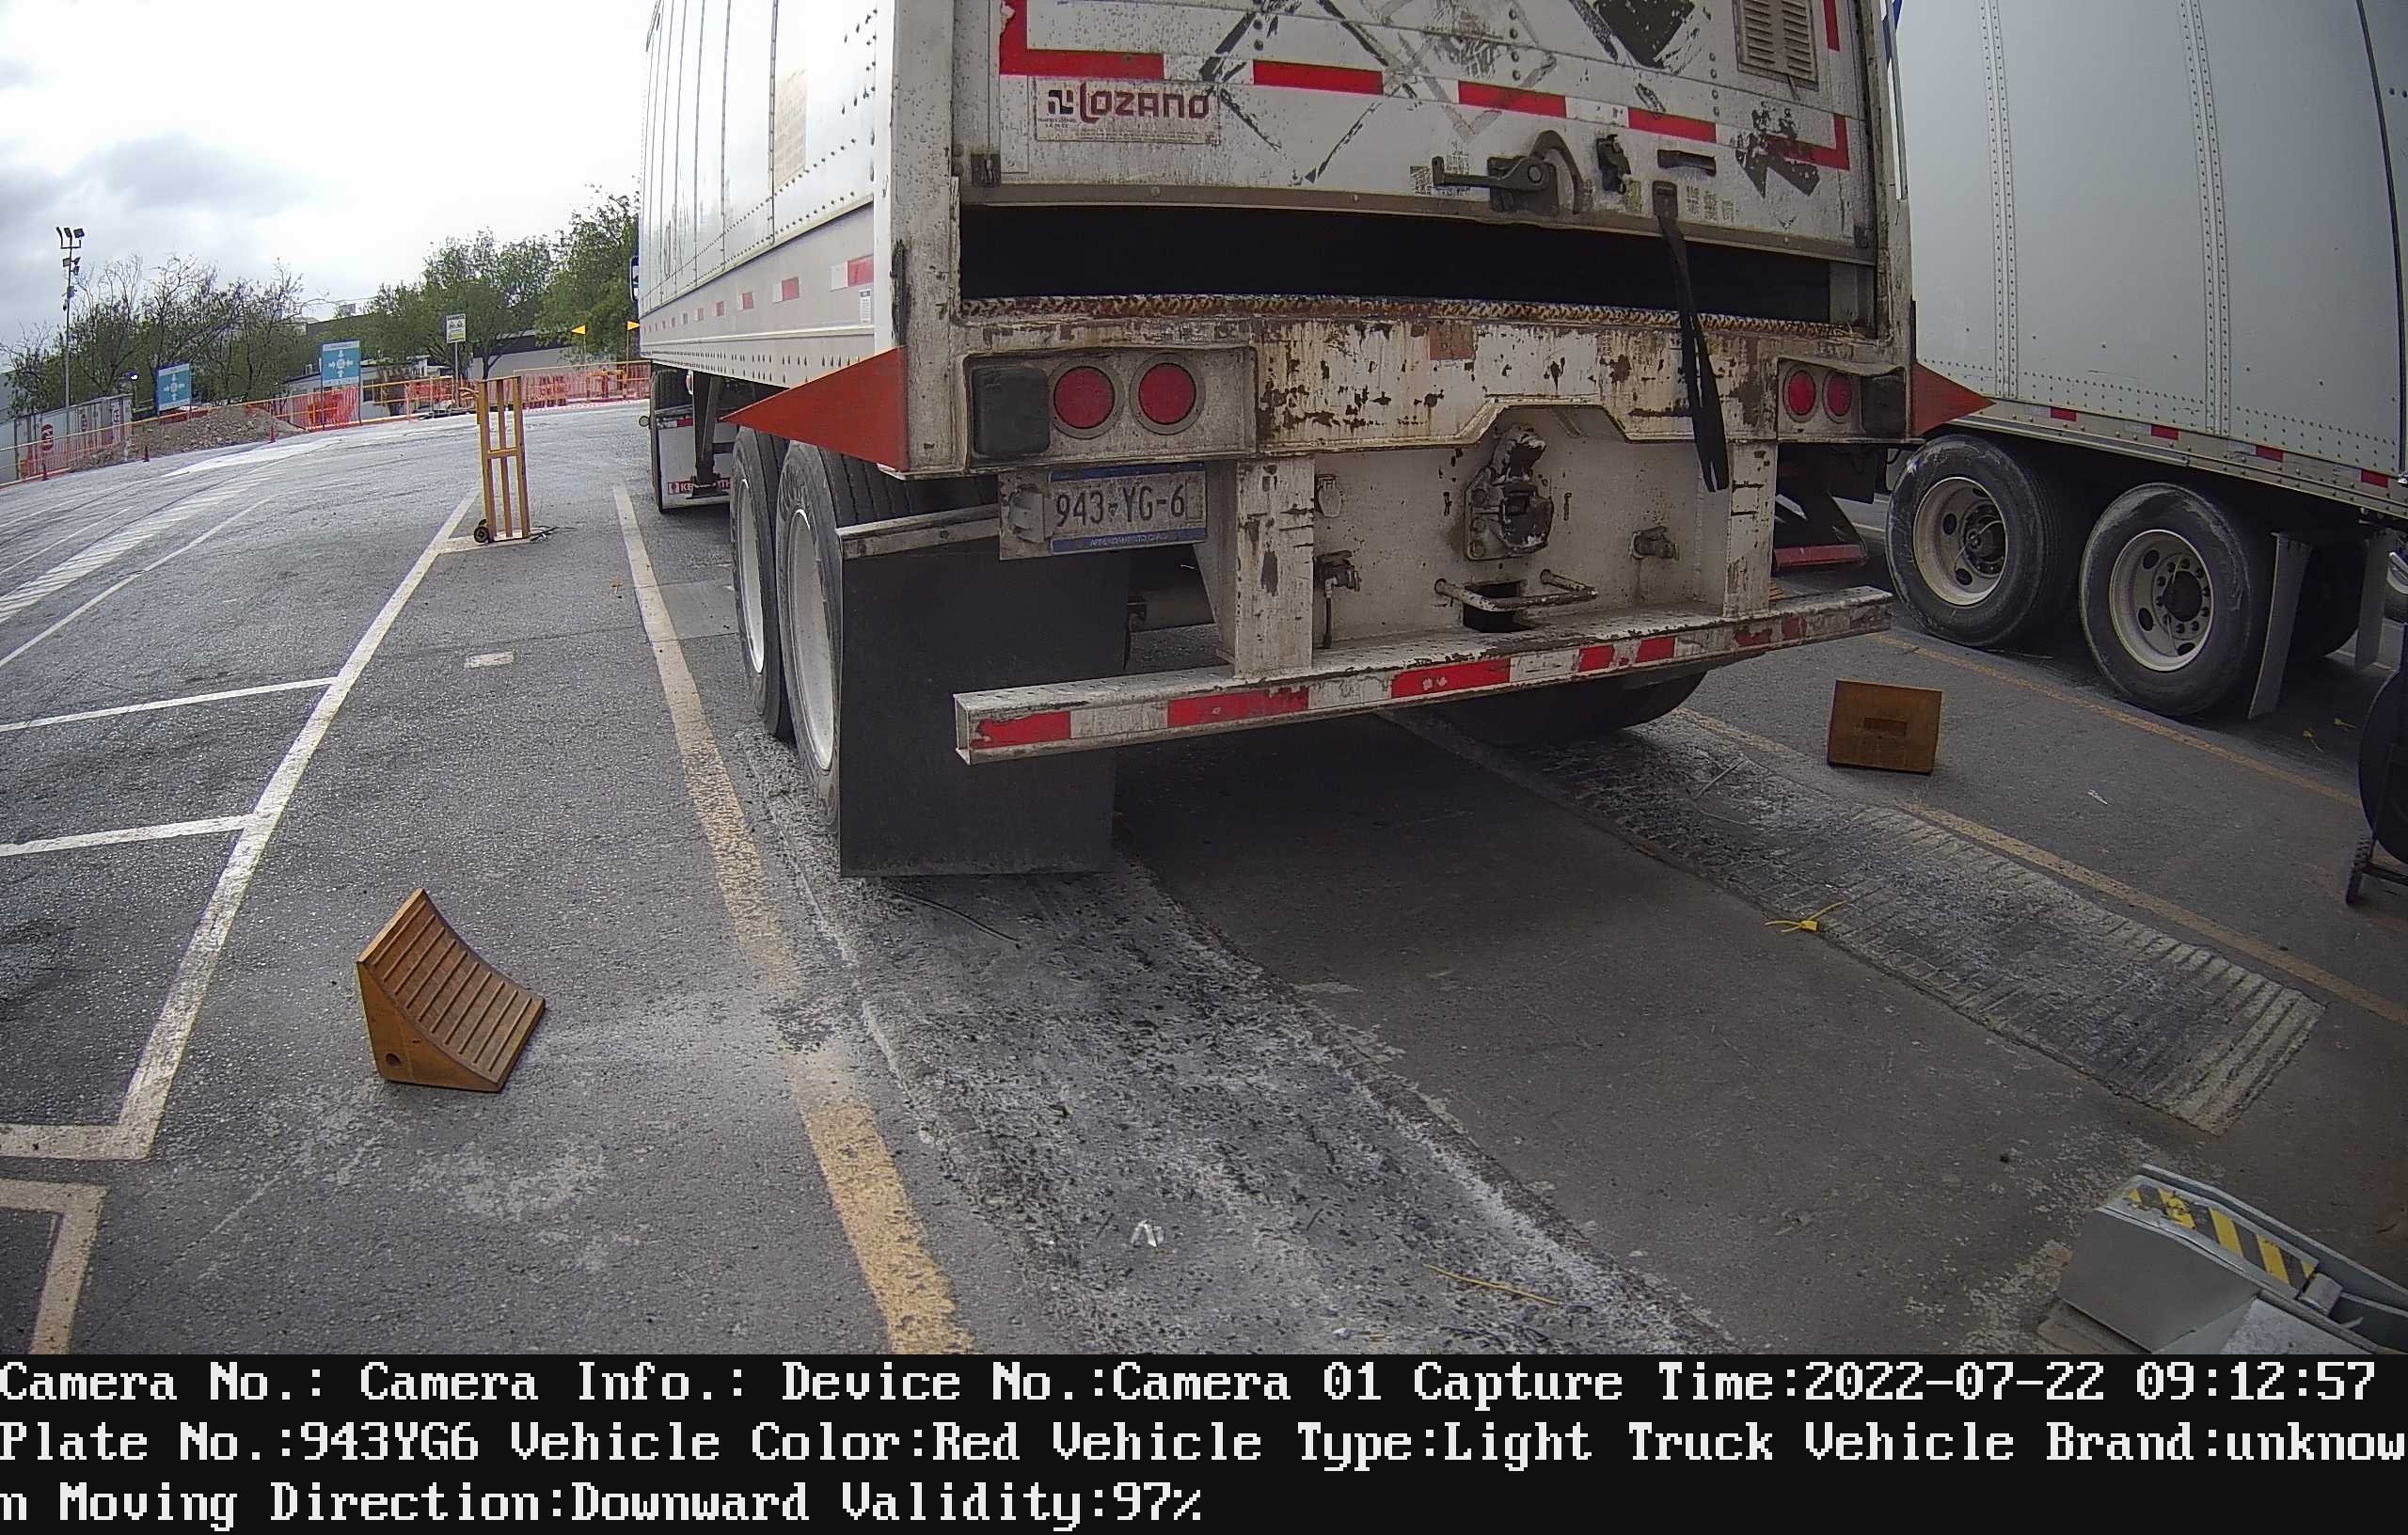 LOZANO
943-YG-6
ARRENDAMIENTO
Camera No.: Camera Info.: Device No.:Camera 01 Capture Time:2022-07-22 09:12:57
Plate No.:943YG6 Vehicle Color:Red Vehicle Type:Light Truck Vehicle Brand:unknow
n Moving Direction:Downward Validity:97%